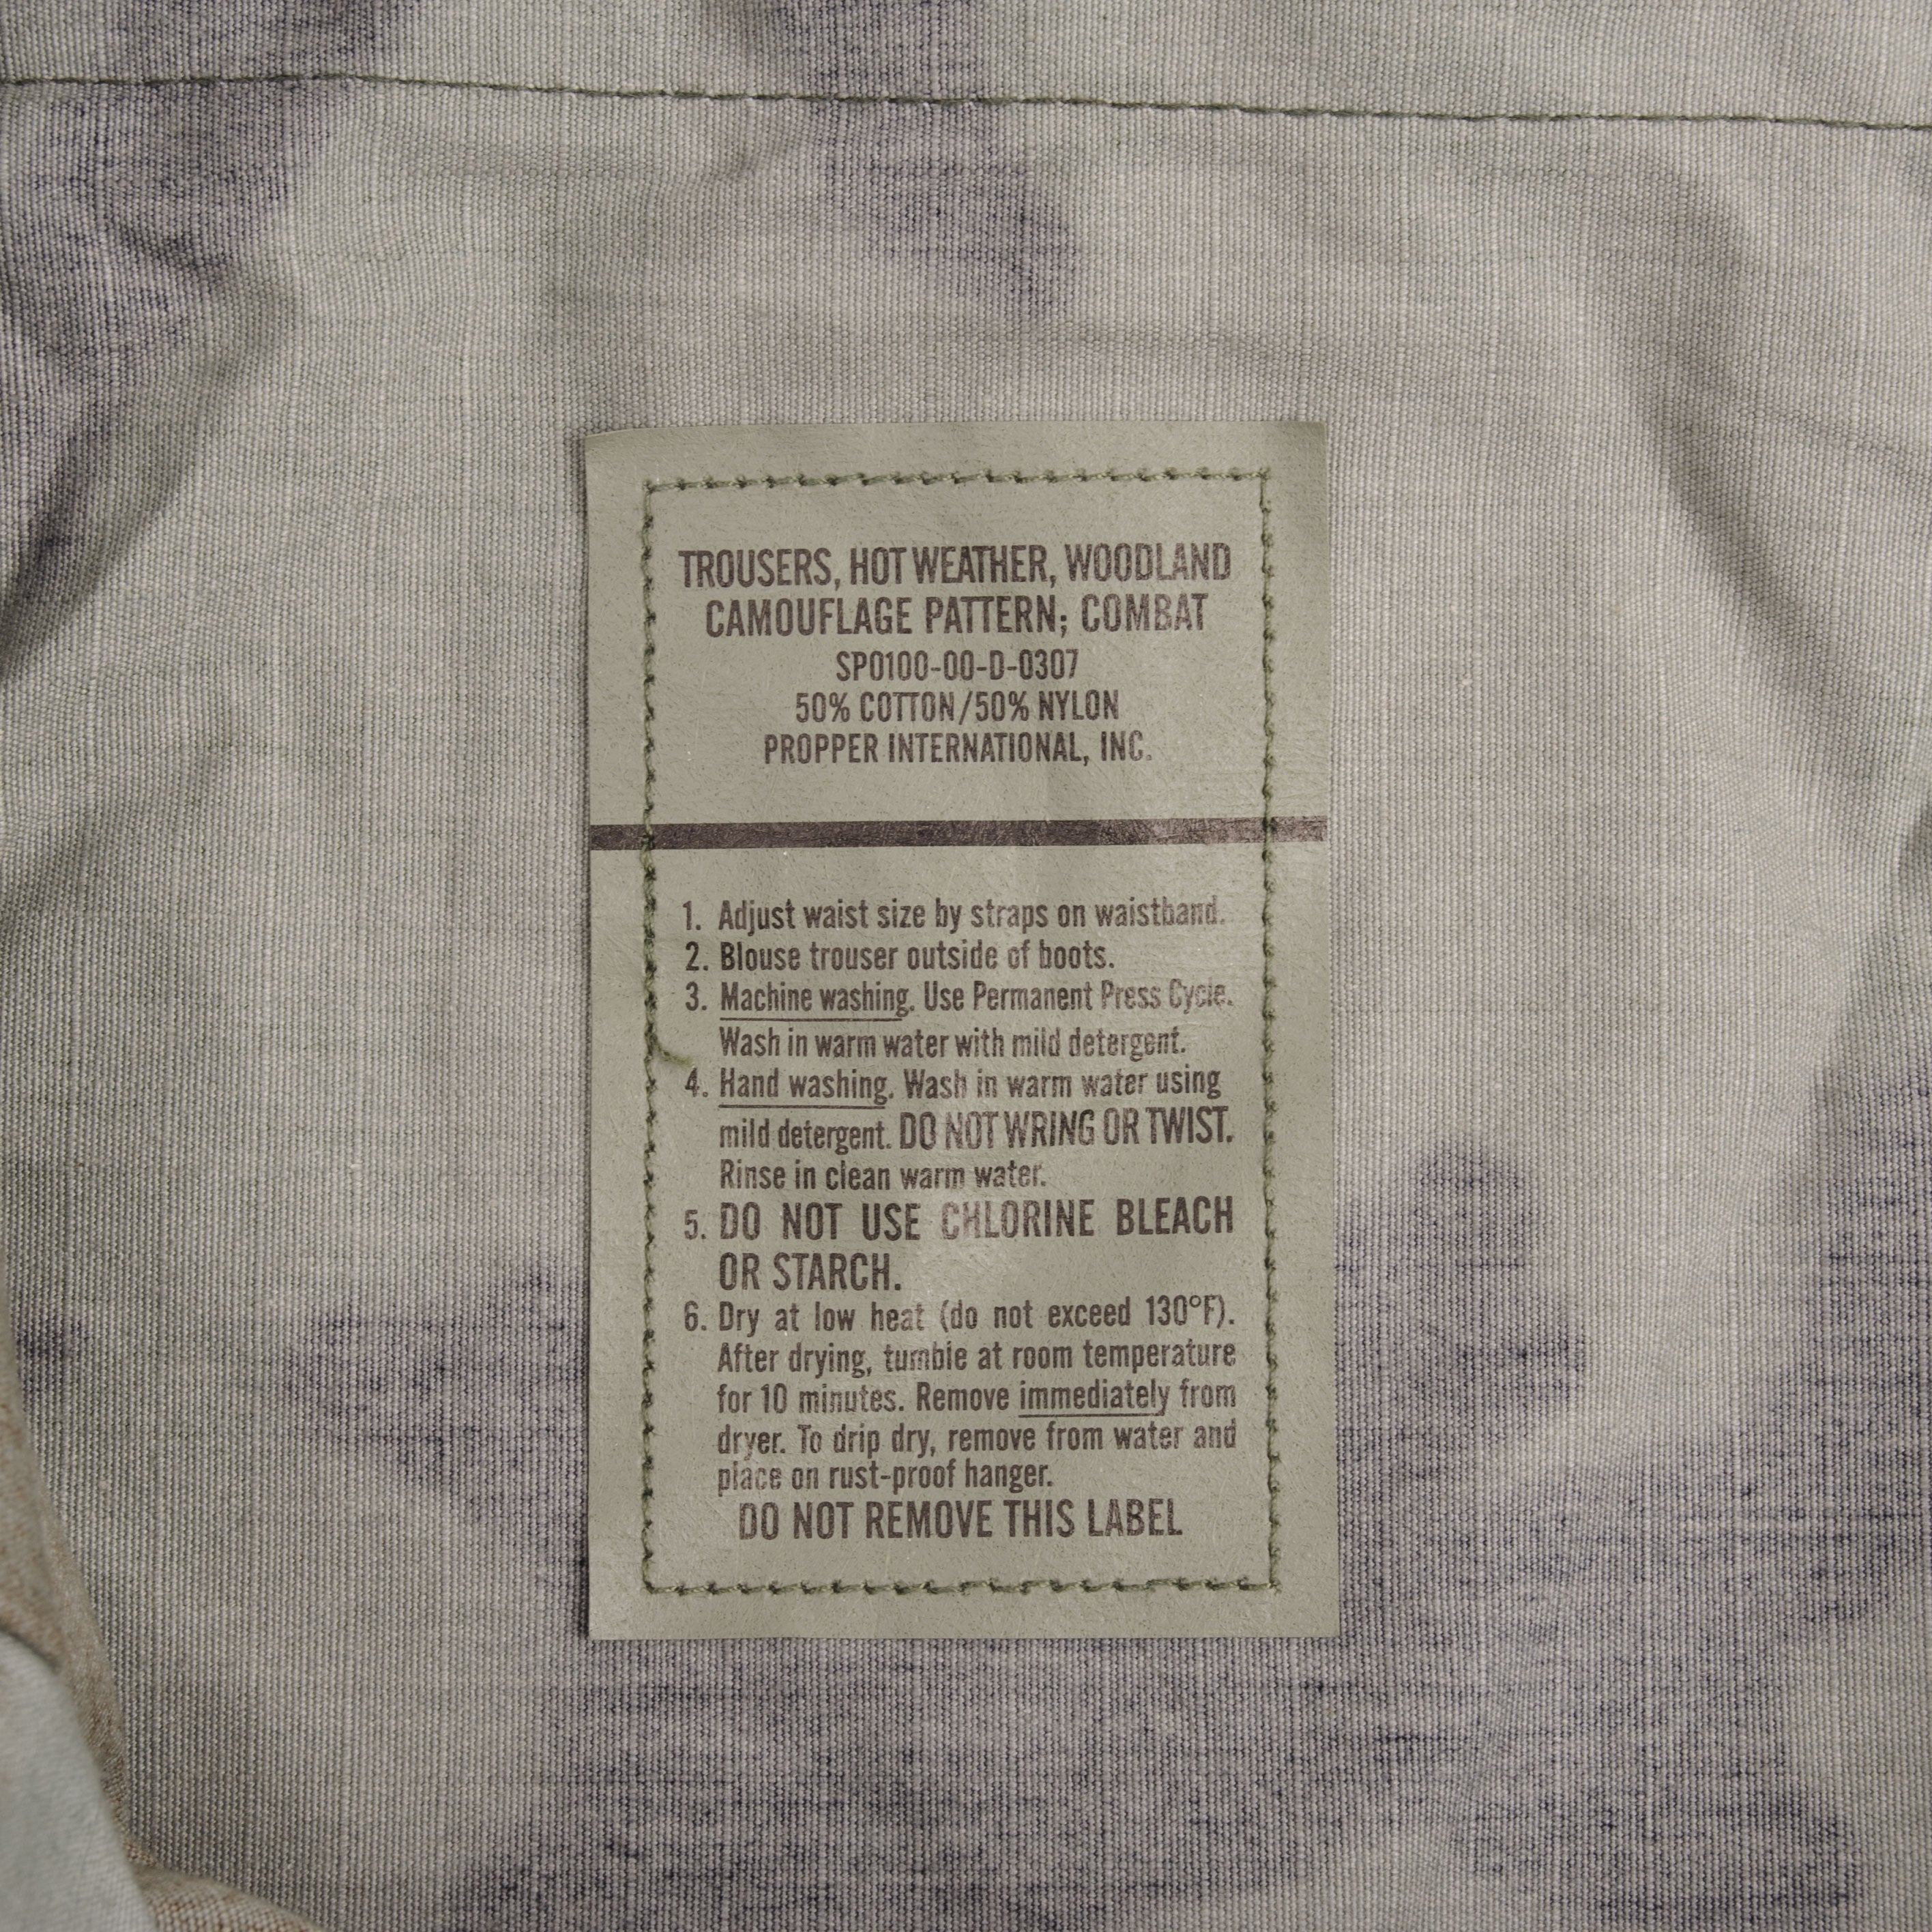 TROUSERS, HOT WEATHER, WOODLAND
CAMOUFLAGE PATTERN; COMBAT
SPO100-00-D-0307
50% COTTON/50% NYLON
PROPPER INTERNATIONAL, INC.
1. Adjust waist size by straps on waistband.
2. Blouse trouser outside of boots.
3. Machine washing. Use Permanent Press Cycle.
Wash in warm water with mild detergent.
4. Hand washing. Wash in warm water using
mild detergent. DO NOT WRING OR TWIST.
Rinse in clean warm water.
5. DO NOT USE CHLORINE BLEACH
OR STARCH.
6. Dry at low heat (do not exceed 130°F).
After drying, tumble at room temperature
for 10 minutes. Remove immediately from
dryer. To drip dry, remove from water and
place on rust-proof hanger.
DO NOT REMOVE THIS LABEL